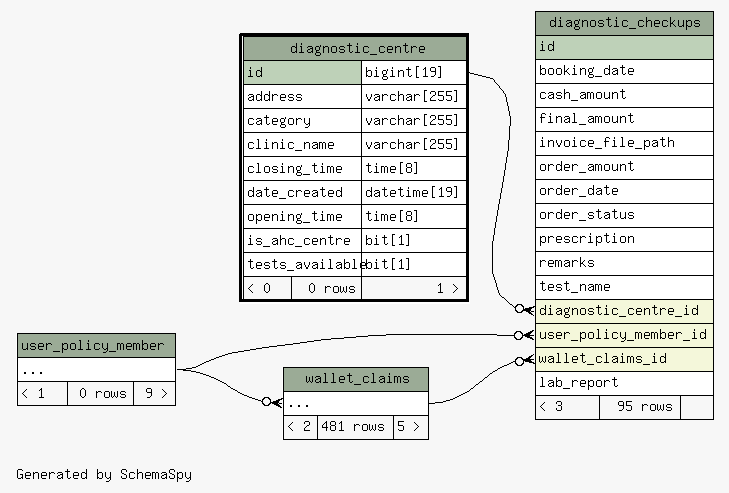 diagnostic_centre
id bigint[19]
address varchar[255]
category varchar[255]
clinic_name varchar[255]
closing_time time[8]
date_created datetime[19]
opening_time time[8]
is_ahc_centre bit[1]
tests_available bit[1]
< 0 0 rows 1 >
diagnostic_checkups
id
booking_date
cash_amount
final_amount
invoice_file_path
order_amount
order_date
order_status
prescription
remarks
test_name
diagnostic_centre_id
user_policy_member_id
wallet_claims_id
lab_report
< 3 95 rows
user_policy_member
...
< 1 0 rows 9 >
wallet_claims
...
< 2 481 rows 5 >
Generated by SchemaSpy